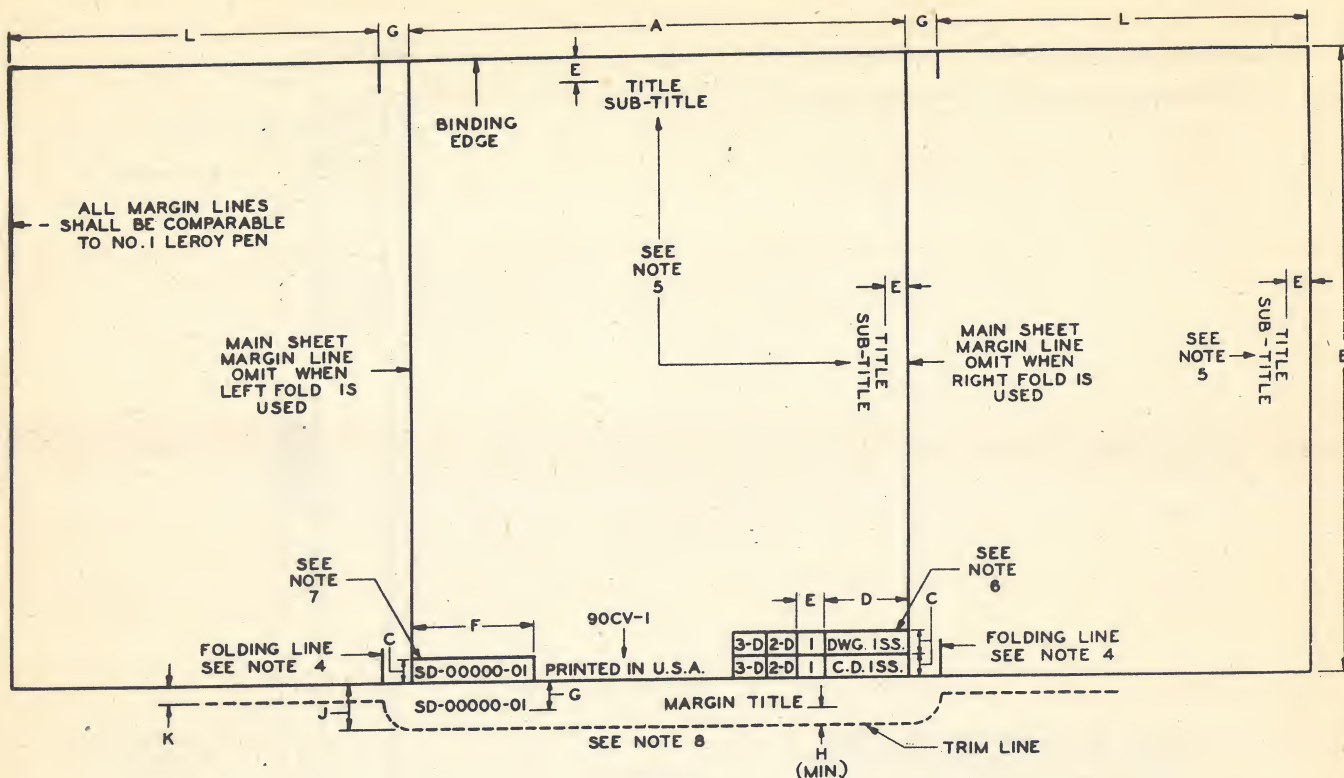 L
G
A
G
L
E
TITLE
SUB-TITLE
BINDING
EDGE
ALL MARGIN LINES
SHALL BE COMPARABLE
TO NO. 1 LEROY PEN
SEE
NOTE
5
E
TITLE
SUB-TITLE
E
TITLE
SUB-TITLE
SEE
NOTE
5
MAIN SHEET
MARGIN LINE
OMIT WHEN
LEFT FOLD IS
USED
MAIN SHEET
MARGIN LINE
OMIT WHEN
RIGHT FOLD IS
USED
SEE
NOTE
7
SEE
NOTE
6
F
90CV-1
E
D
C
C
FOLDING LINE
SEE NOTE 4
FOLDING LINE
SEE NOTE 4
3-D 2-D 1 DWG. ISS.
SD-00000-01 PRINTED IN U.S.A. 3-D 2-D 1 C.D. ISS.
J
SD-00000-01
G
MARGIN TITLE
K
SEE NOTE 8
H
(MIN.)
TRIM LINE